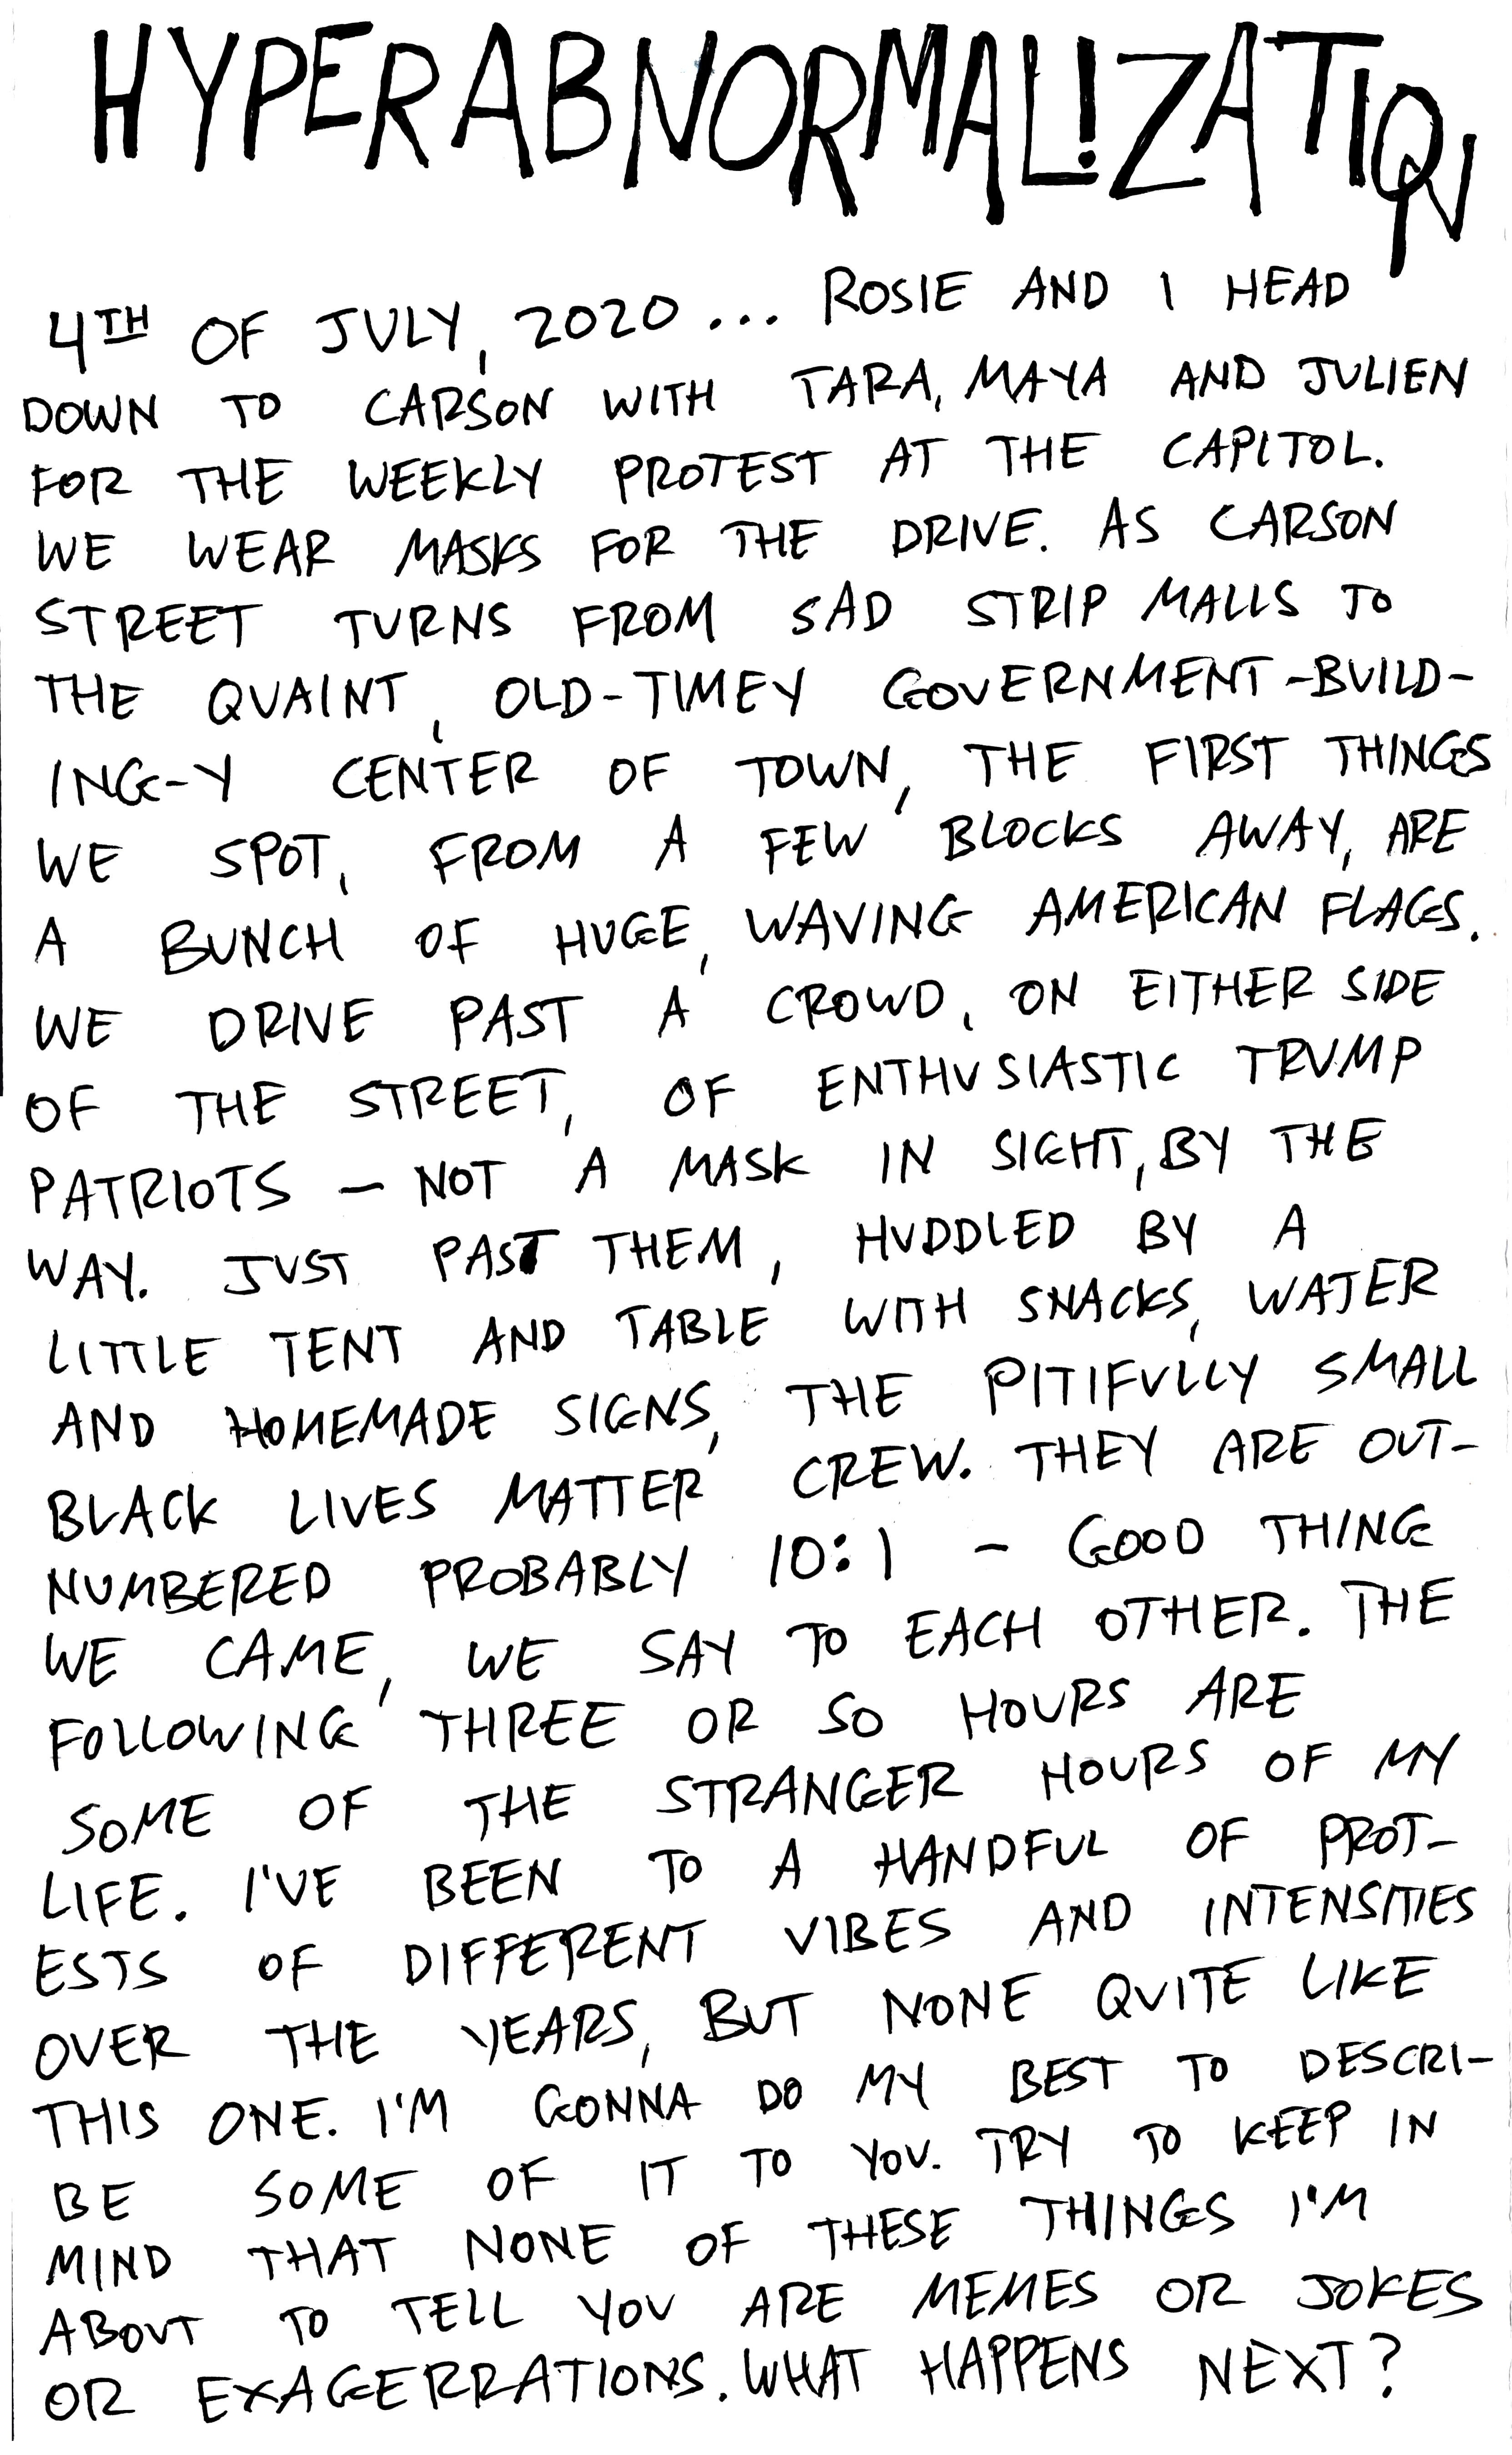 HYPERABNORMAL!ZATION
4TH OF JULY, 2020... ROSIE AND I HEAD
DOWN TO CARSON WITH TARA, MAYA AND JULIEN
FOR THE WEEKLY PROTEST AT THE CAPITOL.
WE WEAR MASKS FOR THE DRIVE. AS CARSON
STREET TURNS FROM SAD STRIP MALLS TO
THE QUAINT, OLD-TIMEY GOVERNMENT-BUILD-
ING-Y CENTER OF TOWN, THE FIRST THINGS
WE SPOT, FROM A FEW BLOCKS AWAY, ARE
A BUNCH OF HUGE, WAVING AMERICAN FLAGS.
WE DRIVE PAST A CROWD, ON EITHER SIDE
OF THE STREET, OF ENTHUSIASTIC TRUMP
PATRIOTS - NOT A MASK IN SIGHT, BY THE
WAY. JUST PAST THEM, HUDDLED BY A
LITTLE TENT AND TABLE WITH SNACKS, WATER
AND HOMEMADE SIGNS, THE PITIFULLY SMALL
BLACK LIVES MATTER CREW. THEY ARE OUT-
NUMBERED PROBABLY 10:1 - GOOD THING
WE CAME, WE SAY TO EACH OTHER. THE
FOLLOWING THREE OR SO HOURS ARE
SOME OF THE STRANGER HOURS OF MY
LIFE. I'VE BEEN TO A HANDFUL OF PROT-
ESTS OF DIFFERENT VIBES AND INTENSITIES
OVER THE YEARS, BUT NONE QUITE LIKE
THIS ONE. I'M GONNA DO MY BEST TO DESCRI-
BE SOME OF IT TO YOU. TRY TO KEEP IN
MIND THAT NONE OF THESE THINGS I'M
ABOUT TO TELL YOU ARE MEMES OR JOKES
OR EXAGERRATIONS. WHAT HAPPENS NEXT?